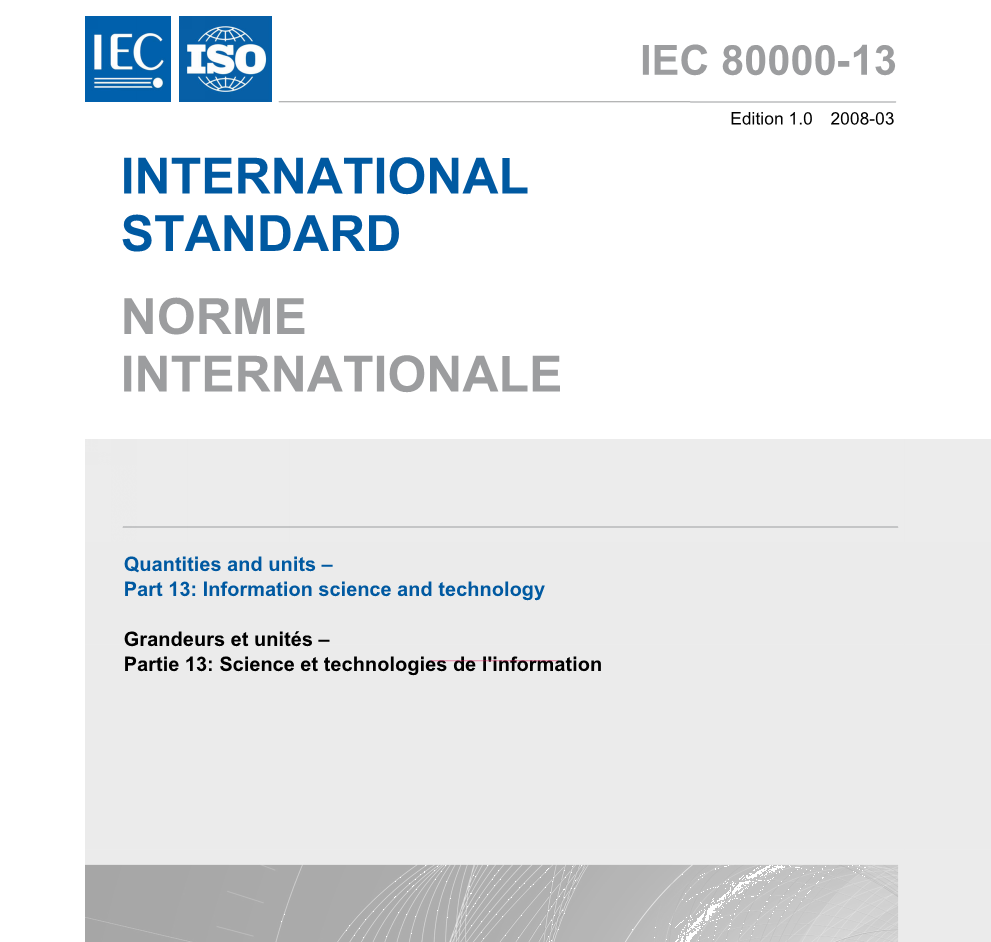 IEC ISO
IEC 80000-13
Edition 1.0 2008-03
INTERNATIONAL
STANDARD
NORME
INTERNATIONALE
Quantities and units –
Part 13: Information science and technology
Grandeurs et unités –
Partie 13: Science et technologies de l'information